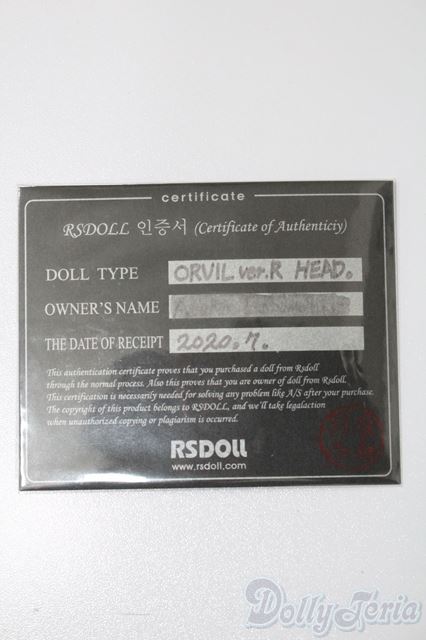 certificate
RSDOLL 인증서 (Certificate of Authenticiy)
DOLL TYPE ORVIL ver.R HEAD.
OWNER'S NAME
THE DATE OF RECEIPT 2020.7.
This authentication certificate proves that you purchased a doll from Rsdoll
through the normal process. Also this proves that you are owner of doll from Rsdoll.
This certification is necessarily needed for solving any problem like A/S after your purchase.
The copyright of this product belongs to RSDOLL, and we'll take legalaction
when unauthorized copying or plagiarism is occurred.
RSDOLL
www.rsdoll.com
DollyTeria